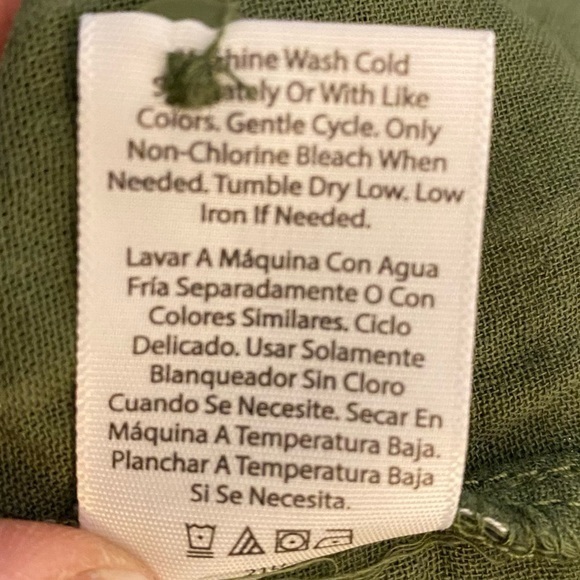 Machine Wash Cold
Separately Or With Like
Colors. Gentle Cycle. Only
Non-Chlorine Bleach When
Needed. Tumble Dry Low. Low
Iron If Needed.
Lavar A Máquina Con Agua
Fría Separadamente O Con
Colores Similares. Ciclo
Delicado. Usar Solamente
Blanqueador Sin Cloro
Cuando Se Necesite. Secar En
Máquina A Temperatura Baja.
Planchar A Temperatura Baja
Si Se Necesita.